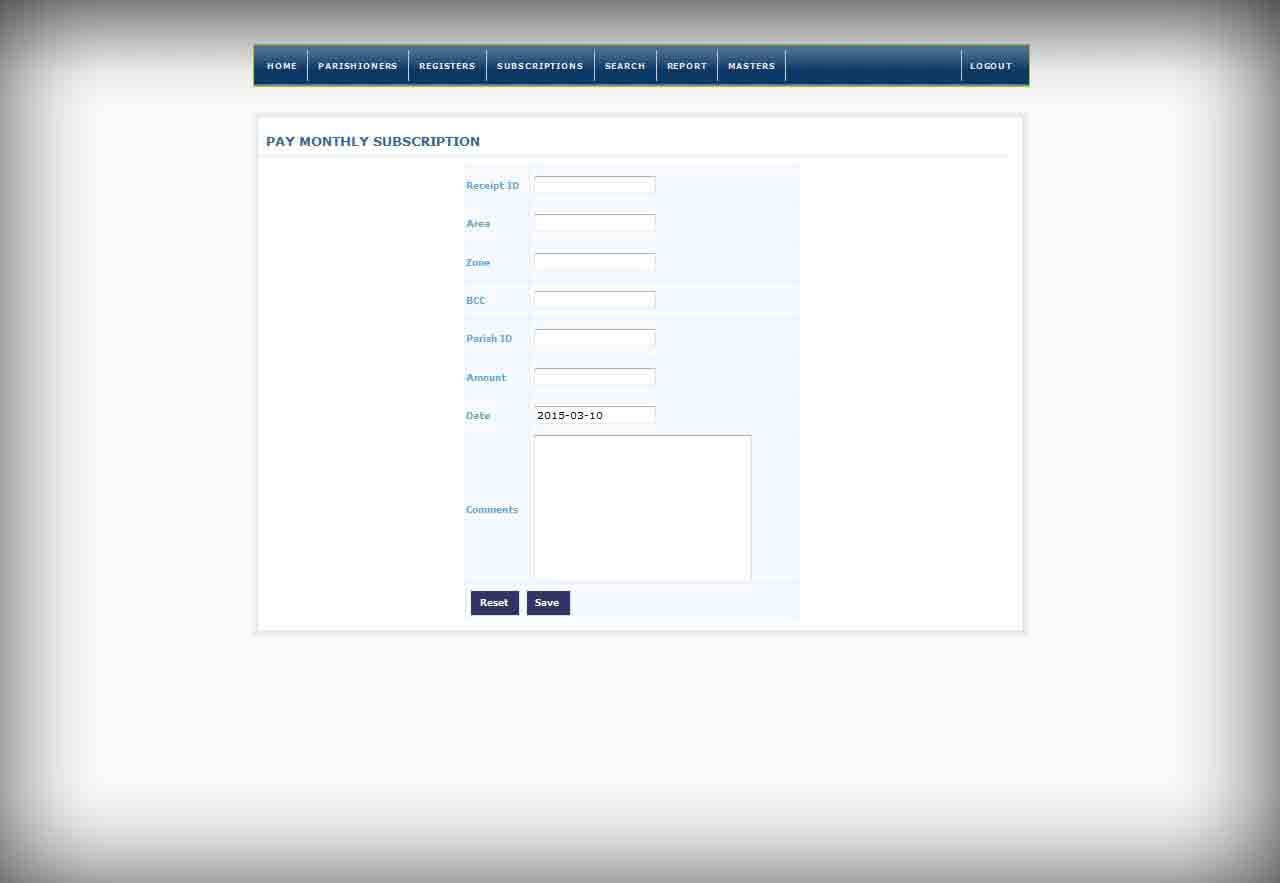 HOME PARISHIONERS REGISTERS SUBSCRIPTIONS SEARCH REPORT MASTERS LOGOUT
PAY MONTHLY SUBSCRIPTION
Receipt ID
Area
Zone
BCC
Parish ID
Amount
Date 2015-03-10
Comments
Reset Save